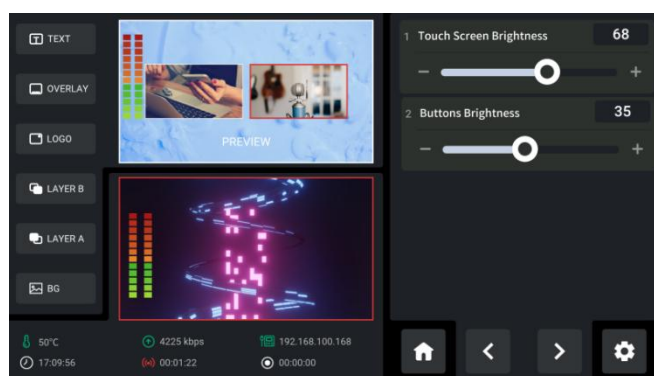 TEXT
OVERLAY
LOGO
LAYER B
LAYER A
BG
PREVIEW
50°C
4225 kbps
192.168.100.168
17:09:56
00:01:22
00:00:00
1 Touch Screen Brightness 68
2 Buttons Brightness 35